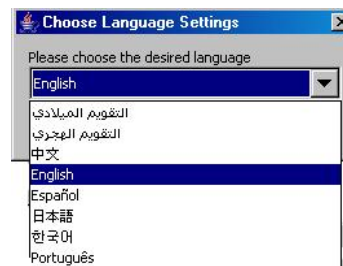 Choose Language Settings
Please choose the desired language
English
التقويم الميلادي
التقويم الهجري
中文
English
Español
日本語
한국어
Português